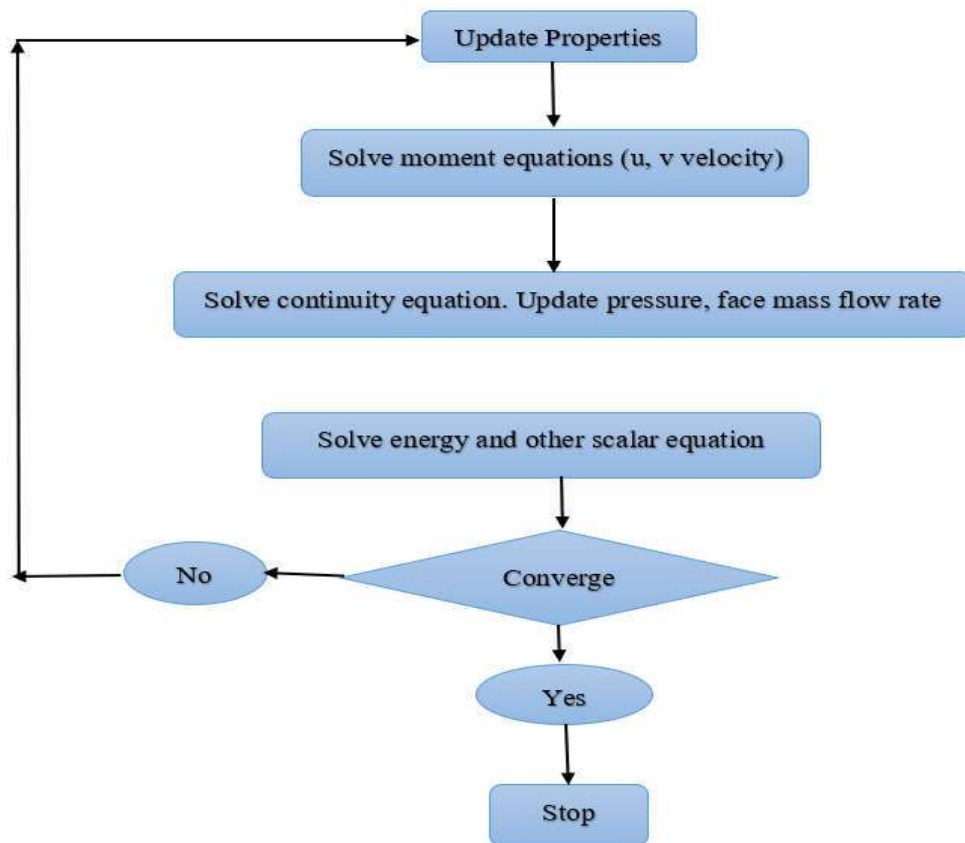 Update Properties
Solve moment equations (u, v velocity)
Solve continuity equation. Update pressure, face mass flow rate
Solve energy and other scalar equation
No
Converge
Yes
Stop